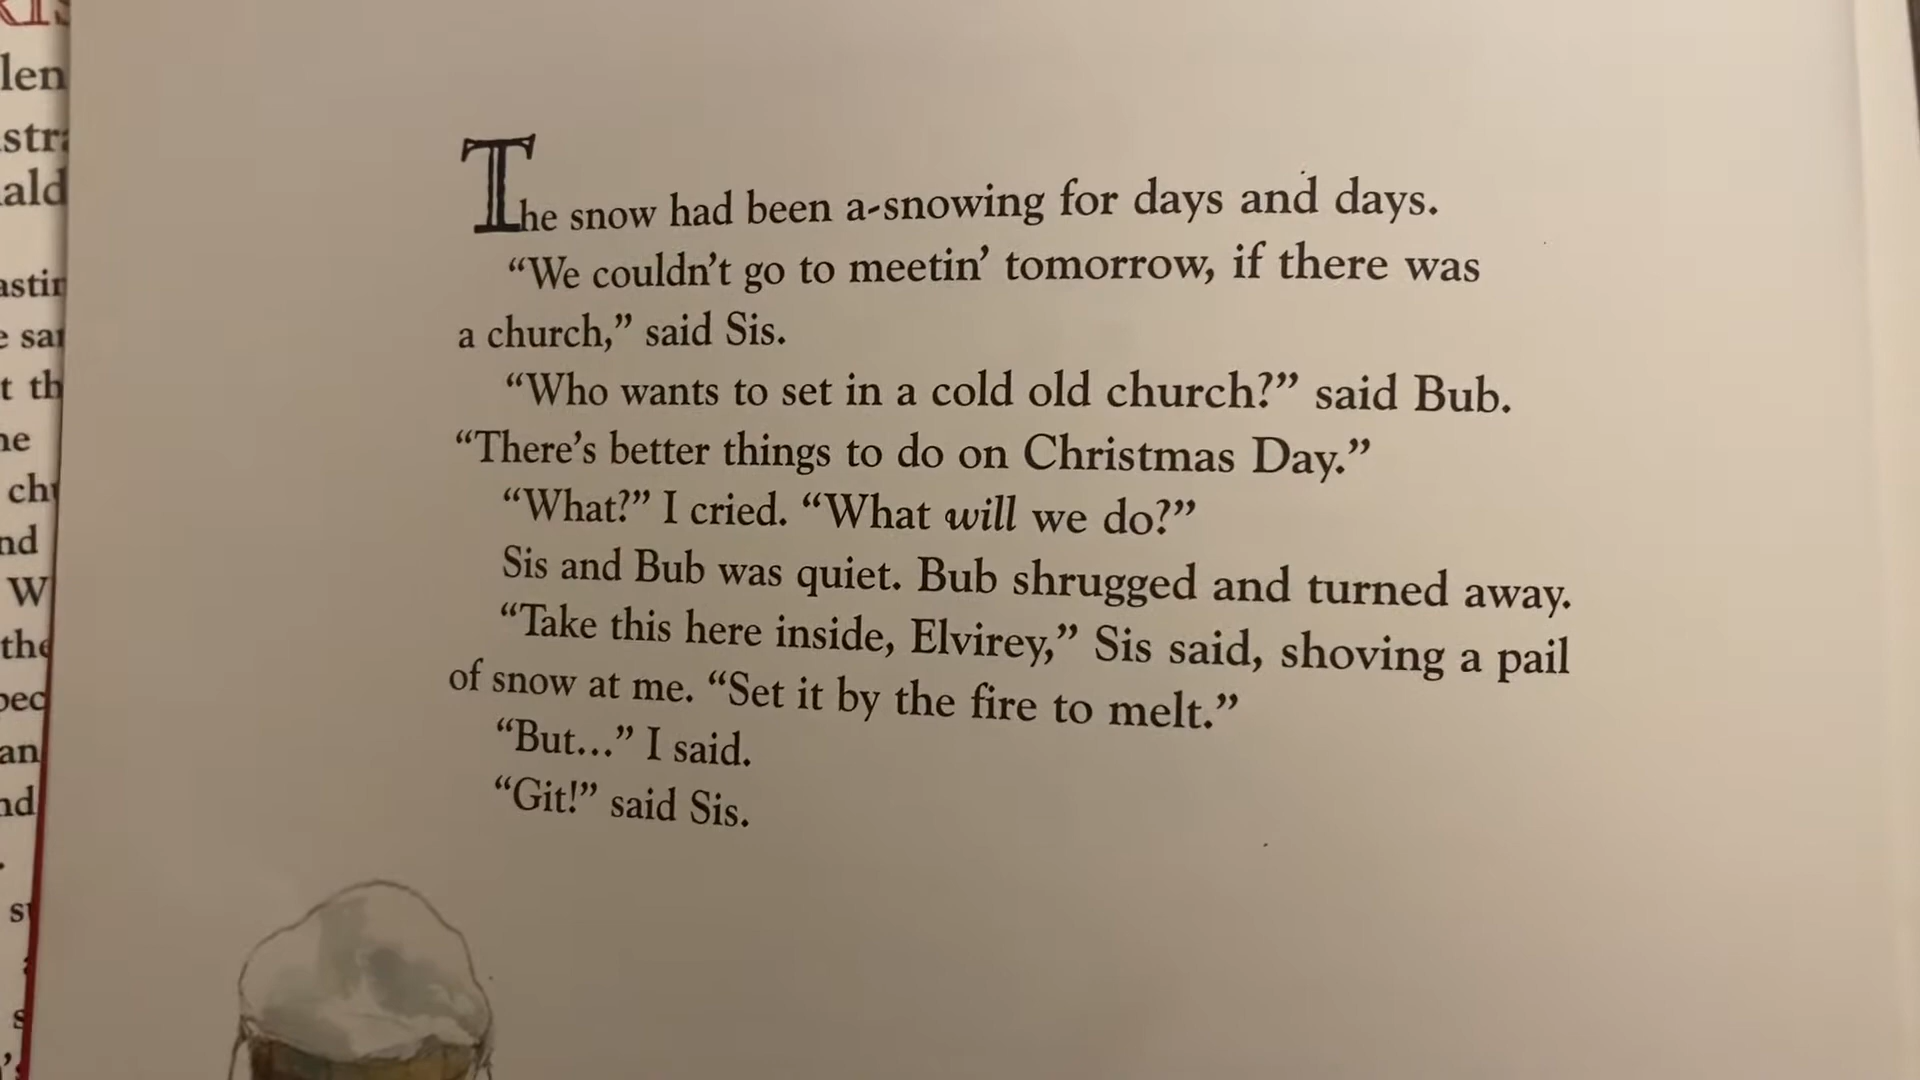 len
ald
The snow had been a-snowing for days and days.
“We couldn’t go to meetin’ tomorrow, if there was
a church,” said Sis.
“Who wants to set in a cold old church?” said Bub.
“There’s better things to do on Christmas Day.”
“What?” I cried. “What will we do?”
Sis and Bub was quiet. Bub shrugged and turned away.
“Take this here inside, Elvirey,” Sis said, shoving a pail
of snow at me. “Set it by the fire to melt.”
“But...” I said.
“Git!” said Sis.